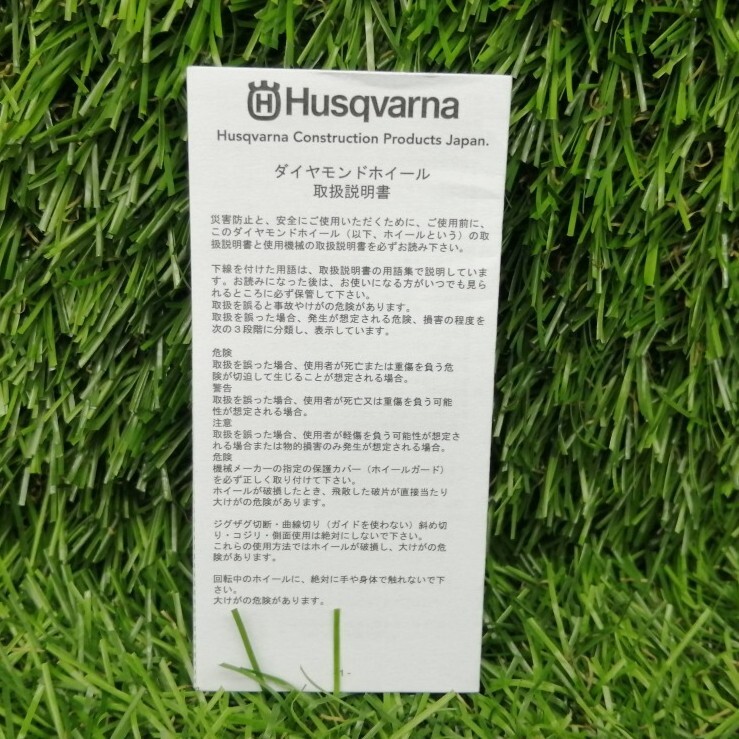 Husqvarna
Husqvarna Construction Products Japan.
ダイヤモンドホイール
取扱説明書
災害防止と、安全にご使用いただくために、ご使用前に、
このダイヤモンドホイール（以下、ホイールという）の取
扱説明書と使用機械の取扱説明書を必ずお読み下さい。
下線を付けた用語は、取扱説明書の用語集で説明していま
す。お読みになった後は、お使いになる方がいつでも見ら
れるところに必ず保管して下さい。
取扱を誤ると事故やけがの危険があります。
取扱を誤った場合、発生が想定される危険、損害の程度を
次の３段階に分類し、表示しています。
危険
取扱を誤った場合、使用者が死亡または重傷を負う危
険が切迫して生じることが想定される場合。
警告
取扱を誤った場合、使用者が死亡又は重傷を負う可能
性が想定される場合。
注意
取扱を誤った場合、使用者が軽傷を負う可能性が想定さ
れる場合または物的損害のみ発生が想定される場合。
危険
機械メーカーの指定の保護カバー（ホイールガード）
を必ず正しく取り付けて下さい。
ホイールが破損したとき、飛散した破片が直接当たり
大けがの危険があります。
ジグザグ切断・曲線切り（ガイドを使わない）斜め切
り・コジリ・側面使用は絶対にしないで下さい。
これらの使用方法ではホイールが破損し、大けがの危
険があります。
回転中のホイールに、絶対に手や身体で触れないで下
さい。
大けがの危険があります。
1 -